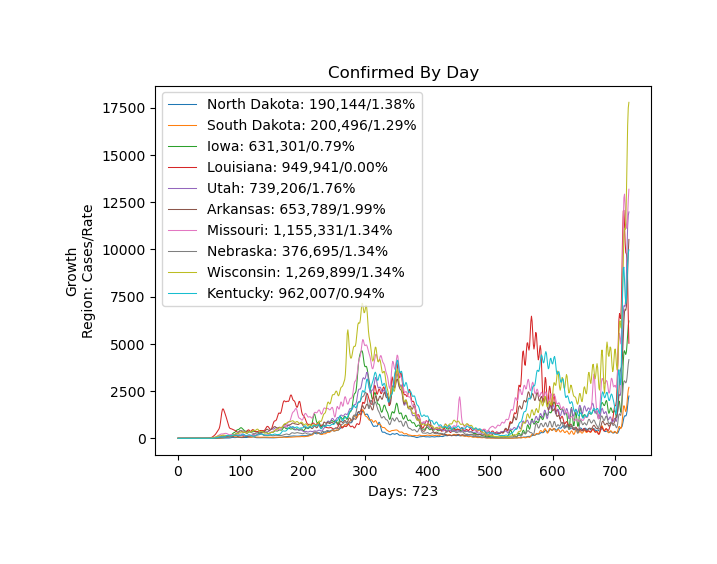 Confirmed By Day
North Dakota: 190,144/1.38%
South Dakota: 200,496/1.29%
Iowa: 631,301/0.79%
Louisiana: 949,941/0.00%
Utah: 739,206/1.76%
Arkansas: 653,789/1.99%
Missouri: 1,155,331/1.34%
Nebraska: 376,695/1.34%
Wisconsin: 1,269,899/1.34%
Kentucky: 962,007/0.94%
17500
15000
12500
10000
7500
5000
2500
0
Growth
Region: Cases/Rate
0 100 200 300 400 500 600 700
Days: 723